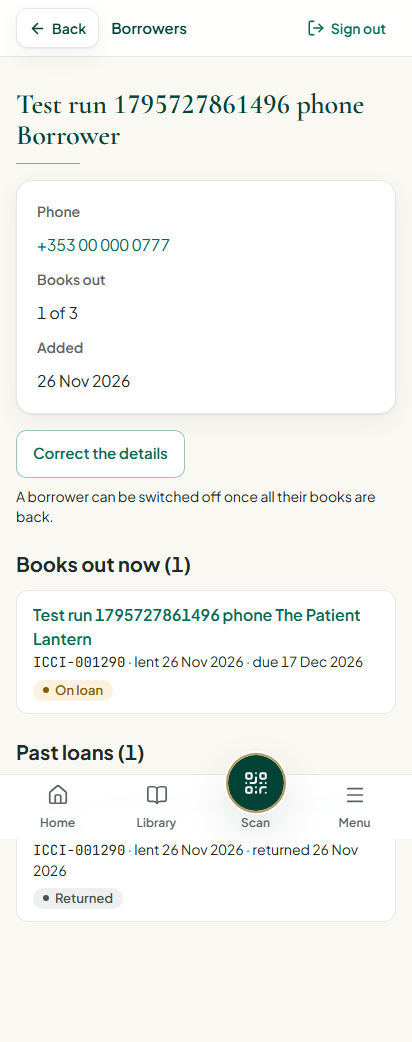 Back
Borrowers
Sign out
Test run 1795727861496 phone
Borrower
Phone
+353 00 000 0777
Books out
1 of 3
Added
26 Nov 2026
Correct the details
A borrower can be switched off once all their books are
back.
Books out now (1)
Test run 1795727861496 phone The Patient
Lantern
ICCI-001290 · lent 26 Nov 2026 · due 17 Dec 2026
On loan
Past loans (1)
Home
Library
Scan
Menu
ICCI-001290 · lent 26 Nov 2026 · returned 26 Nov
2026
Returned